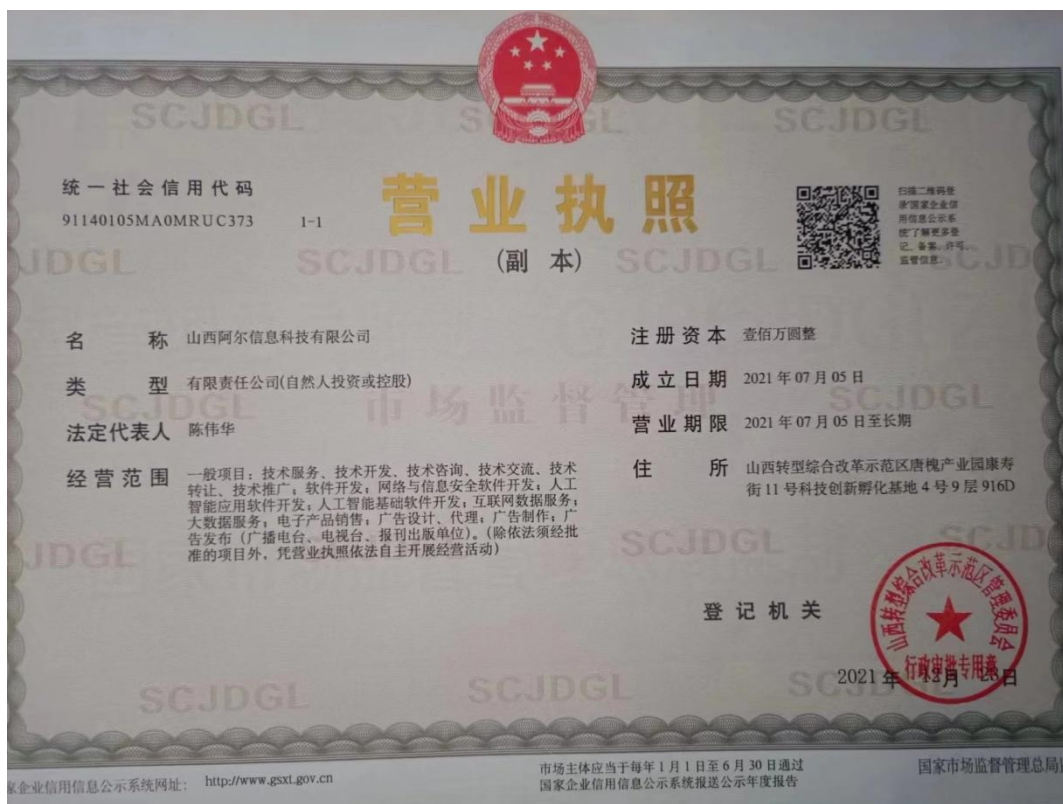 统一社会信用代码
91140105MA0MRUC373
1-1
营业执照
(副 本)
扫描二维码登
录"国家企业信
用信息公示系
统"了解更多登
记、备案、许可、
监管信息。
名 称 山西阿尔信息科技有限公司
类 型 有限责任公司(自然人投资或控股)
法定代表人 陈伟华
经营范围 一般项目:技术服务、技术开发、技术咨询、技术交流、技术
转让、技术推广;软件开发;网络与信息安全软件开发;人工
智能应用软件开发;人工智能基础软件开发;互联网数据服务;
大数据服务;电子产品销售;广告设计、代理;广告制作;广
告发布(广播电台、电视台、报刊出版单位)。(除依法须经批
准的项目外,凭营业执照依法自主开展经营活动)
注册资本 壹佰万圆整
成立日期 2021年07月05日
营业期限 2021年07月05日至长期
住 所 山西转型综合改革示范区唐槐产业园康寿
街11号科技创新孵化基地4号9层916D
登记机关
山西转型综合改革示范区管理委员会
行政审批专用章
2021年12月23日
SCJDGL
市场监督管理
家企业信用信息公示系统网址: http://www.gsxt.gov.cn
市场主体应当于每年1月1日至6月30日通过
国家企业信用信息公示系统报送公示年度报告
国家市场监督管理总局